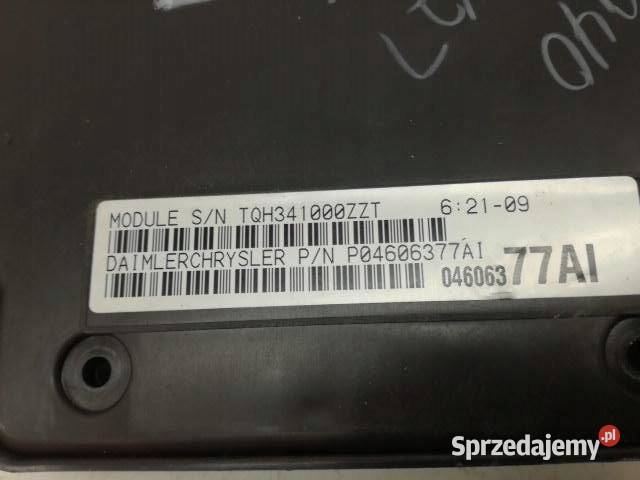 MODULE S/N TQH341000ZZT 6:21-09
DAIMLERCHRYSLER P/N P04606377AI
04606377AI
Sprzedajemy.pl